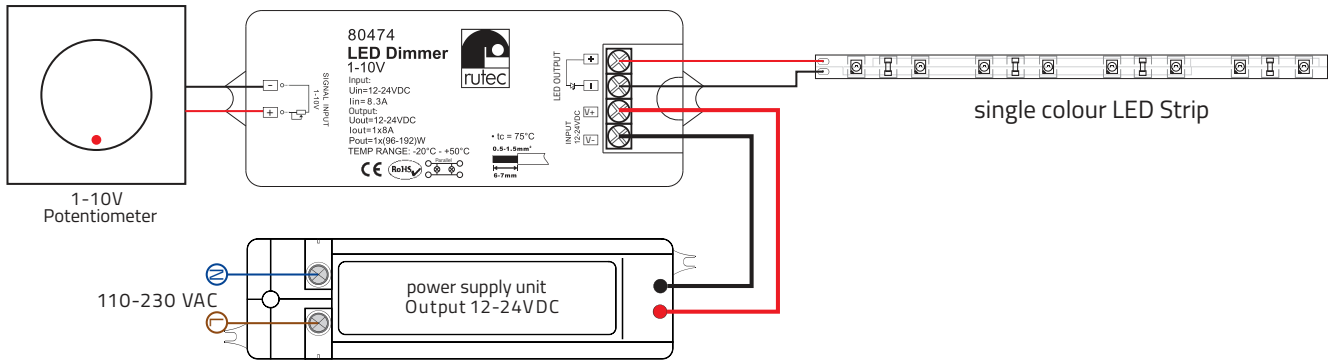 1-10V
Potentiometer
-
+
SIGNAL INPUT
1-10V
80474
LED Dimmer
1-10V
Input:
Uin=12-24VDC
Iin= 8.3A
Output:
Uout=12-24VDC
Iout=1x8A
Pout=1x(96-192)W
TEMP RANGE: -20°C - +50°C
CE
RoHS
Parallel
rutec
• tc = 75°C
0.5-1.5mm²
6-7mm
LED OUTPUT
+
-
INPUT
12-24VDC
V+
V-
single colour LED Strip
N
110-230 VAC
L
power supply unit
Output 12-24VDC